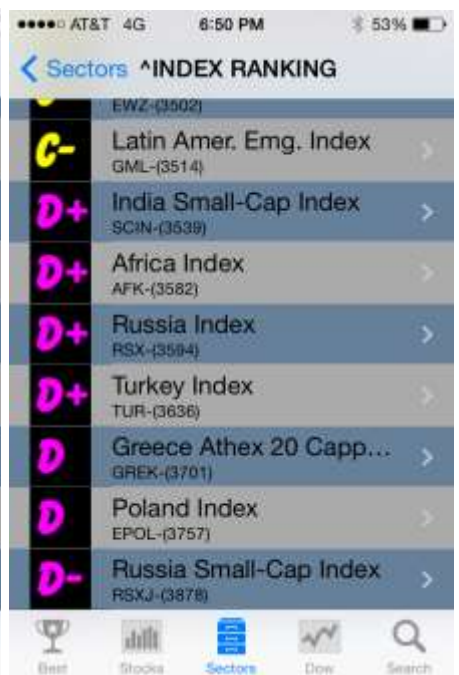 AT&T 4G 6:50 PM 53%
Sectors ^INDEX RANKING
EWZ-(3502)
C- Latin Amer. Emg. Index
GML-(3514)
D+ India Small-Cap Index
SCIN-(3539)
D+ Africa Index
AFK-(3582)
D+ Russia Index
RSX-(3594)
D+ Turkey Index
TUR-(3636)
D Greece Athex 20 Capp...
GREK-(3701)
D Poland Index
EPOL-(3757)
D- Russia Small-Cap Index
RSXJ-(3878)
Best Stocks Sectors Dow Search